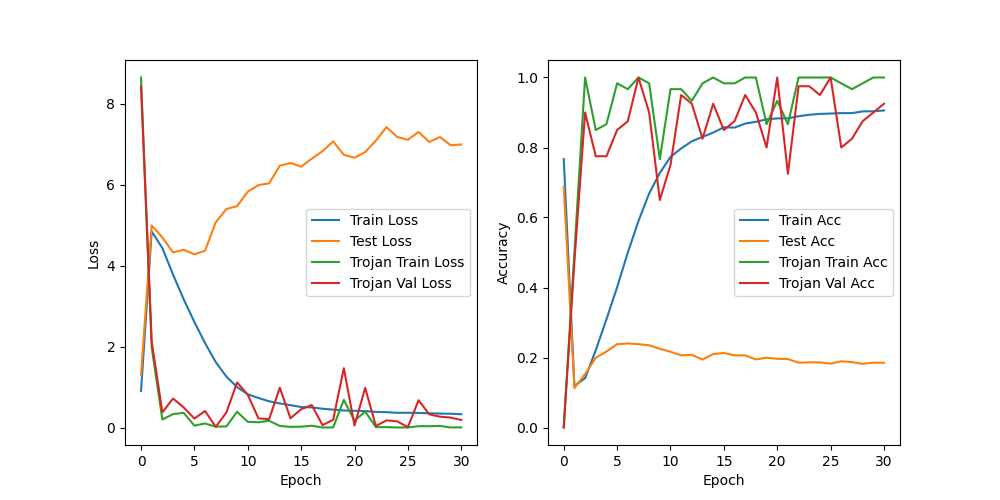 Loss
8
6
4
2
0
Train Loss
Test Loss
Trojan Train Loss
Trojan Val Loss
0 5 10 15 20 25 30
Epoch
Accuracy
1.0
0.8
0.6
0.4
0.2
0.0
Train Acc
Test Acc
Trojan Train Acc
Trojan Val Acc
0 5 10 15 20 25 30
Epoch